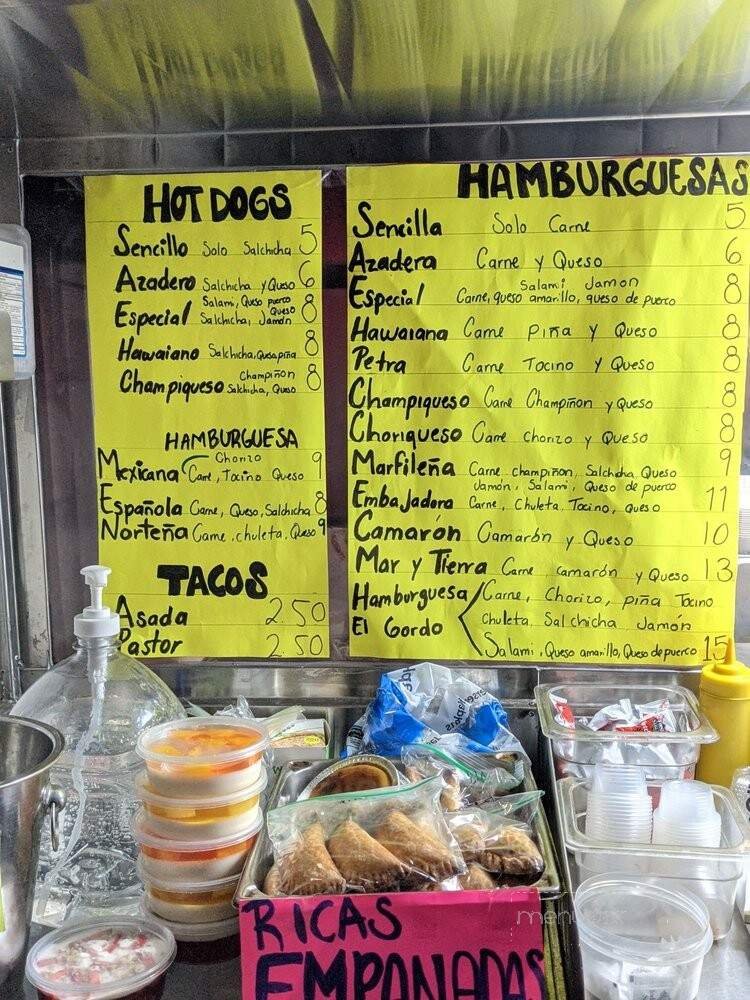 HOT DOGS
Sencillo Solo Salchicha 5
Azadero Salchicha y Queso 6
Salami, Queso puerco
Especial Salchicha, Jamón Queso 8
Hawaiano Salchicha, Queso, piña 8
Champiñon
Champiqueso Salchicha, Queso 8
HAMBURGUESA
Chorizo
Mexicana Carne, Tocino Queso 9
Española Carne, Queso, Salchicha 8
Norteña Carne, chuleta, Queso 9
TACOS
Asada 2.50
Pastor 2.50
HAMBURGUESAS
Sencilla Solo Carne 5
Azadera Carne y Queso 6
Salami Jamon
Especial Carne, queso amarillo, queso de puerco 8
Hawaiana Carne Piña y Queso 8
Petra Carne Tocino y Queso 8
Champiqueso Carne Champiñon y Queso 8
Choriqueso Carne chorizo y Queso 8
Marfileña Carne champiñon, Salchicha, Queso 9
Jamón, Salami, Queso de puerco
Embajadora Carne, Chuleta, Tocino, queso 11
Camarón Camarón y Queso 10
Mar y Tierra Carne camarón y Queso 13
Hamburguesa Carne, Chorizo, piña Tocino
El Gordo Chuleta, Salchicha Jamón
Salami, Queso amarillo, Queso de puerco 15
RICAS
EMPANADAS